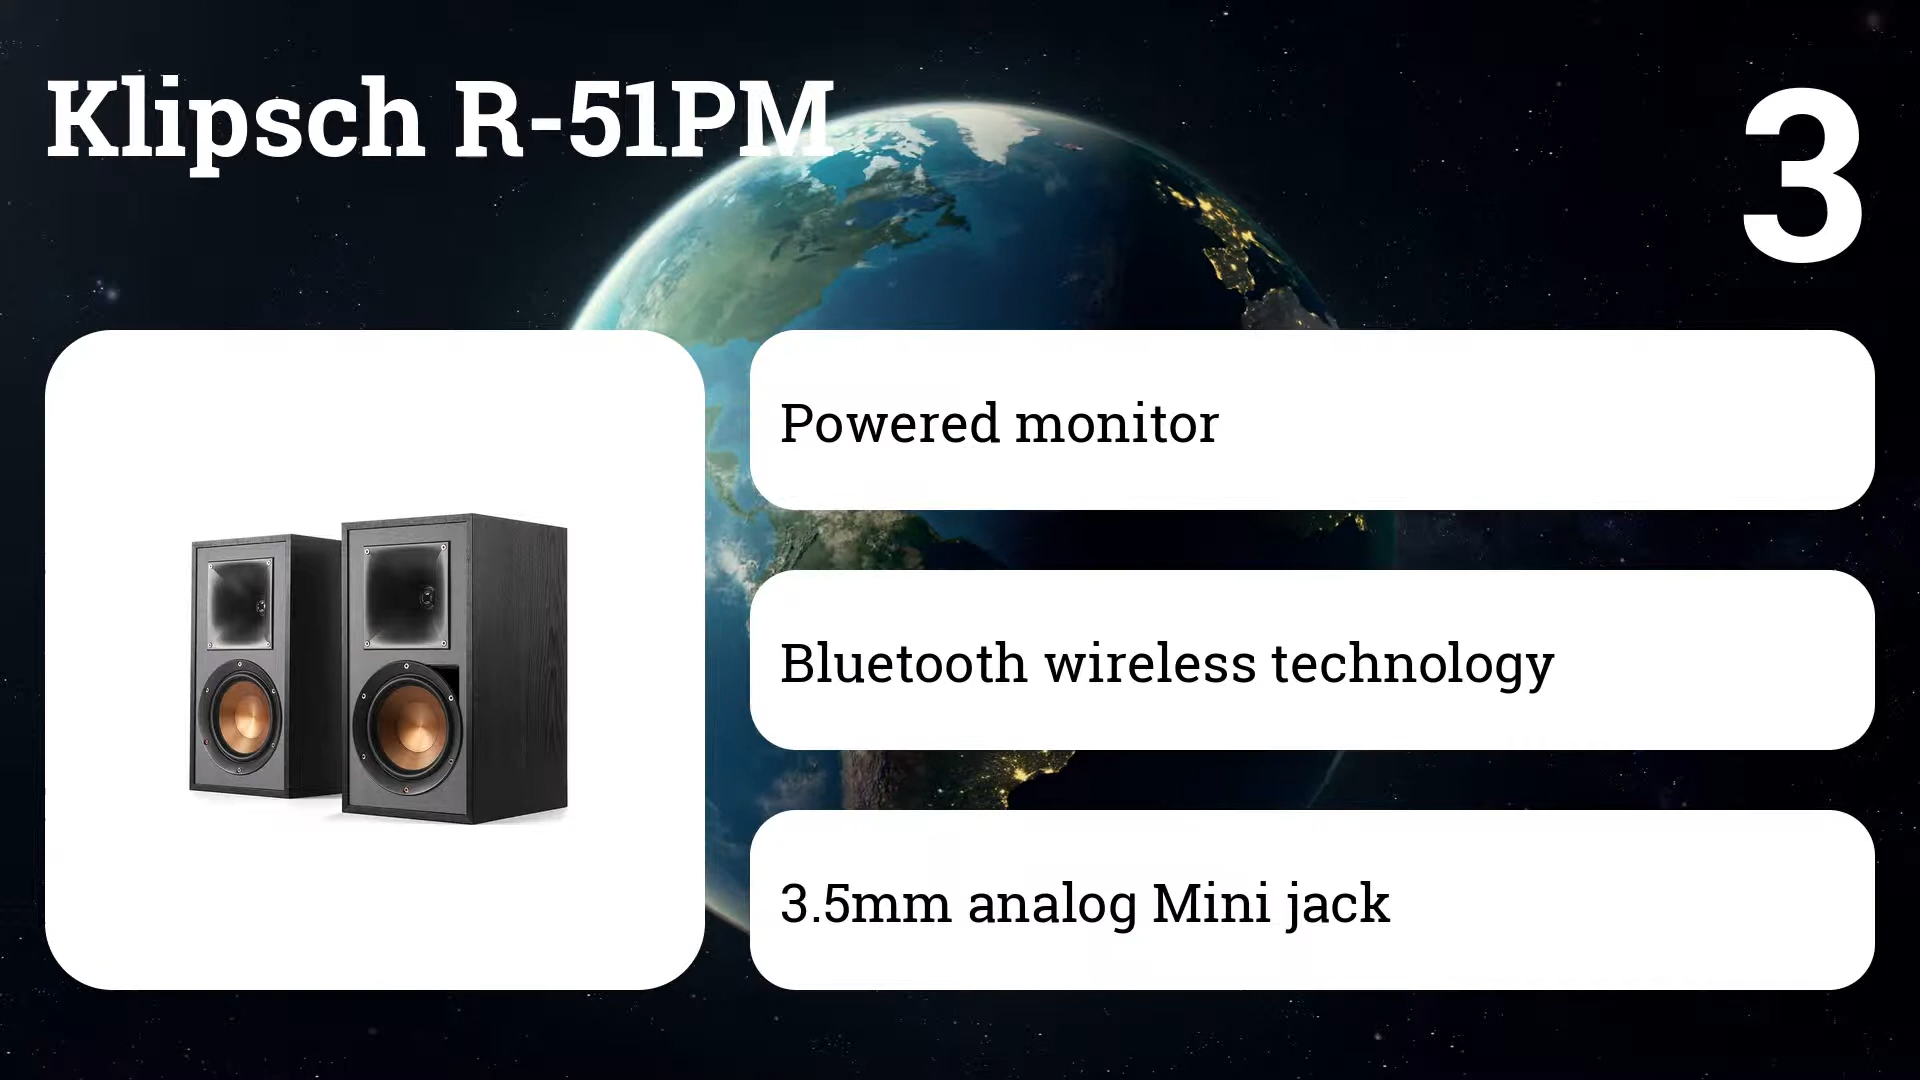 Klipsch R-51PM
3
Powered monitor
Bluetooth wireless technology
3.5mm analog Mini jack